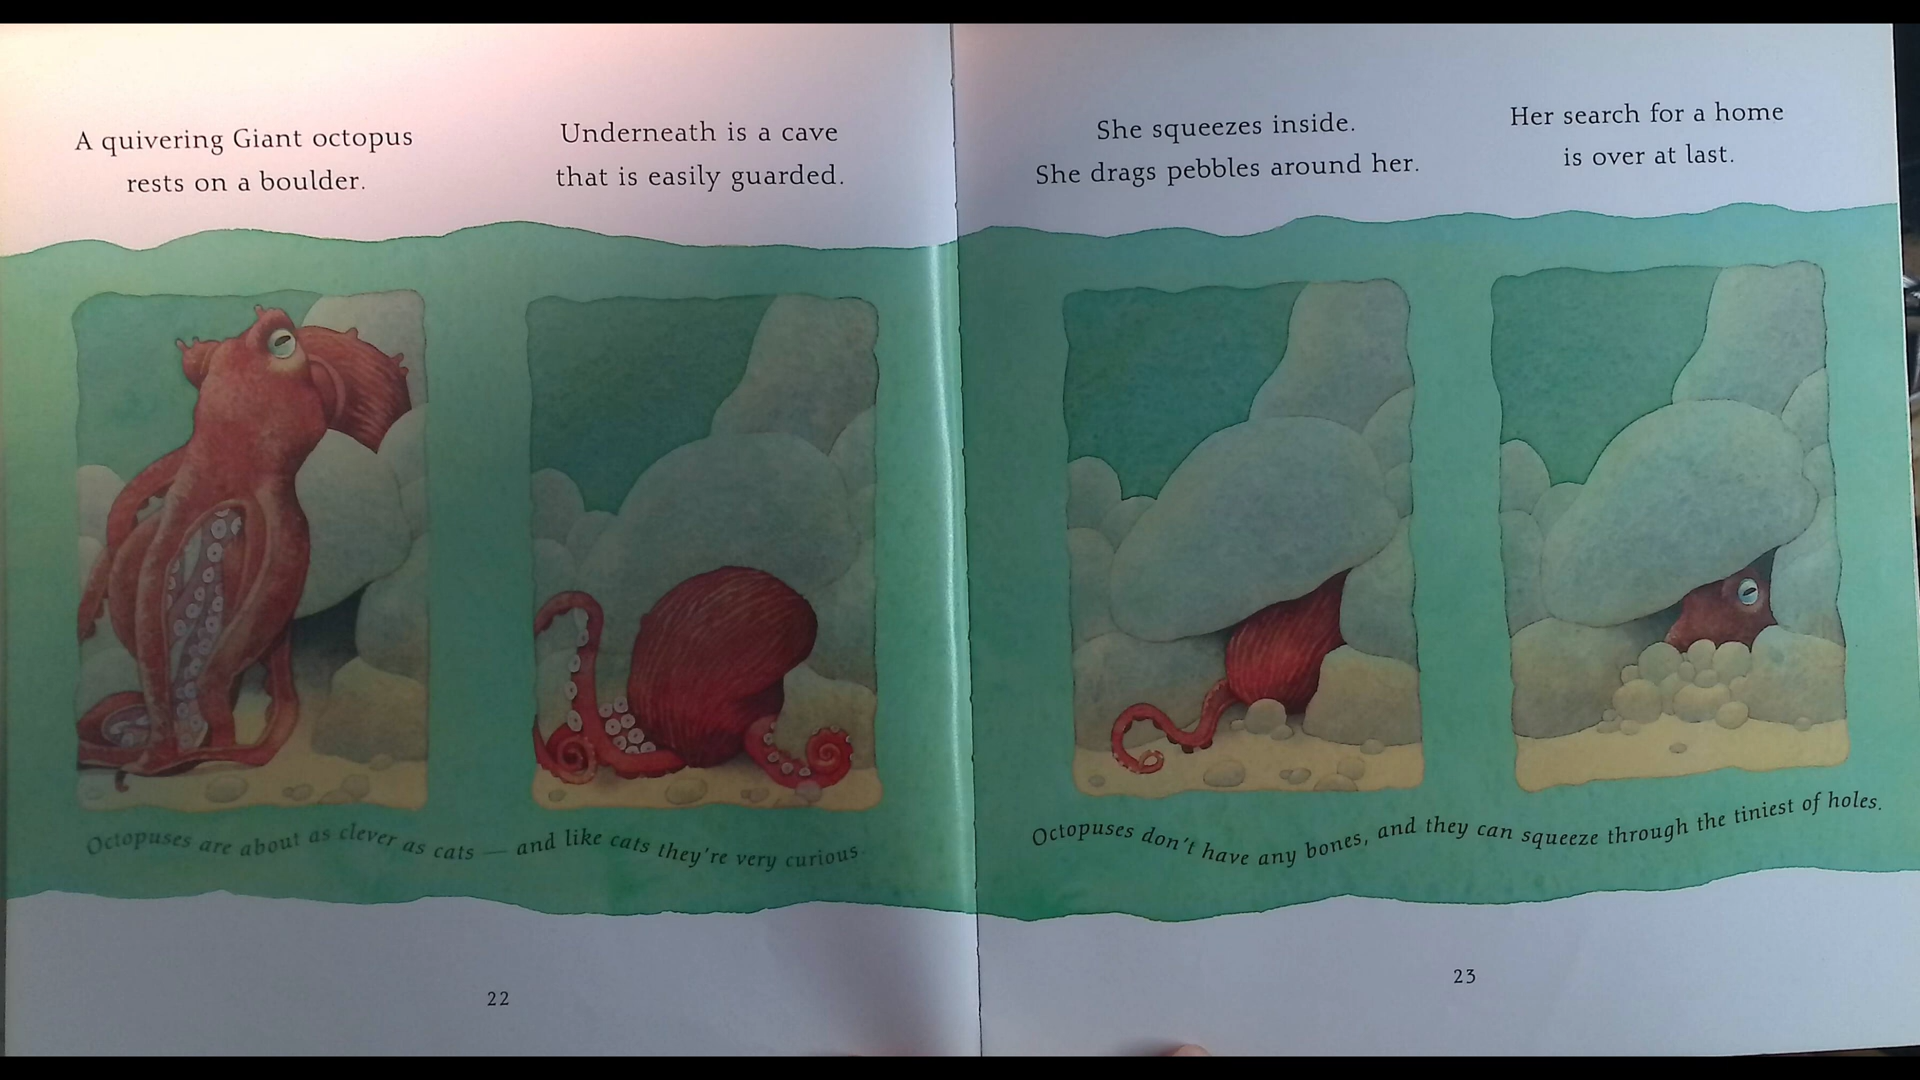 A quivering Giant octopus
rests on a boulder.
Underneath is a cave
that is easily guarded.
Octopuses are about as clever as cats — and like cats they're very curious.
22
She squeezes inside.
She drags pebbles around her.
Her search for a home
is over at last.
Octopuses don't have any bones, and they can squeeze through the tiniest of holes.
23